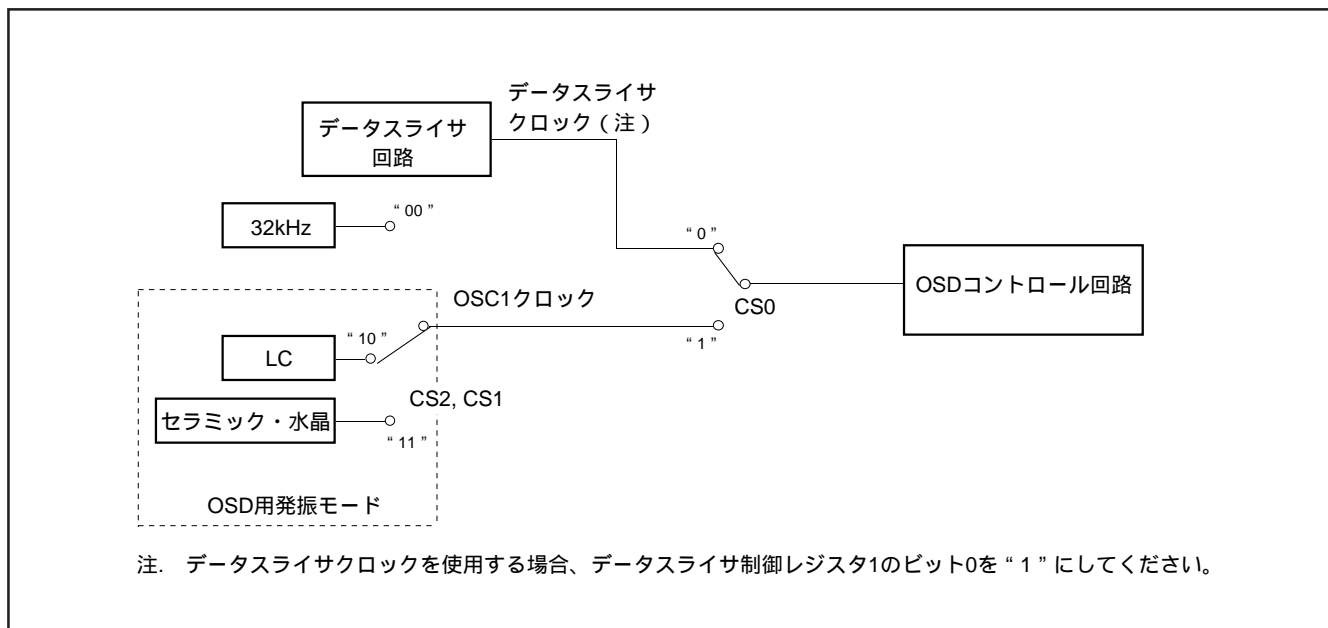 データスライサ
クロック（注）
データスライサ
回路
32kHz
“ 00 ”
“ 0 ”
OSDコントロール回路
OSC1クロック
CS0
“ 10 ”
“ 1 ”
LC
CS2, CS1
セラミック・水晶
“ 11 ”
OSD用発振モード
注. データスライサクロックを使用する場合、データスライサ制御レジスタ1のビット0を “ 1 ” にしてください。